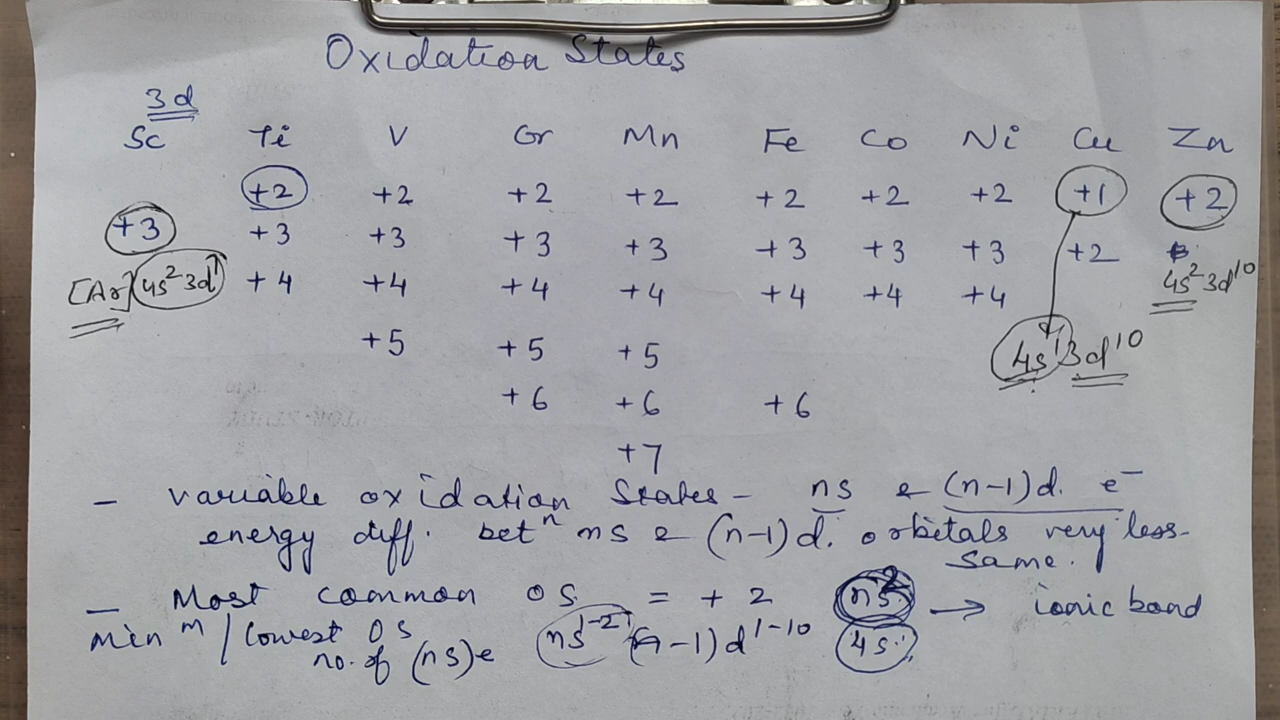 Oxidation States
3d
Sc Ti V Cr Mn Fe Co Ni Cu Zn
+2 +2 +2 +2 +2 +2 +2 +1 +2
+3 +3 +3 +3 +3 +3 +3 +3 +2
[Ar] 4s² 3d¹ +4 +4 +4 +4 +4 +4 +4 4s² 3d¹⁰
+5 +5 +5 4s¹ 3d¹⁰
+6 +6 +6
+7
- variable oxidation States - ns & (n-1)d. e⁻
energy diff. betⁿ ns & (n-1)d. orbitals very less.
same.
- Most common OS. = +2 ns² → ionic bond
minᵐ/lowest OS ns¹⁻² (n-1)d¹⁻¹⁰ 4s
no. of (ns)e